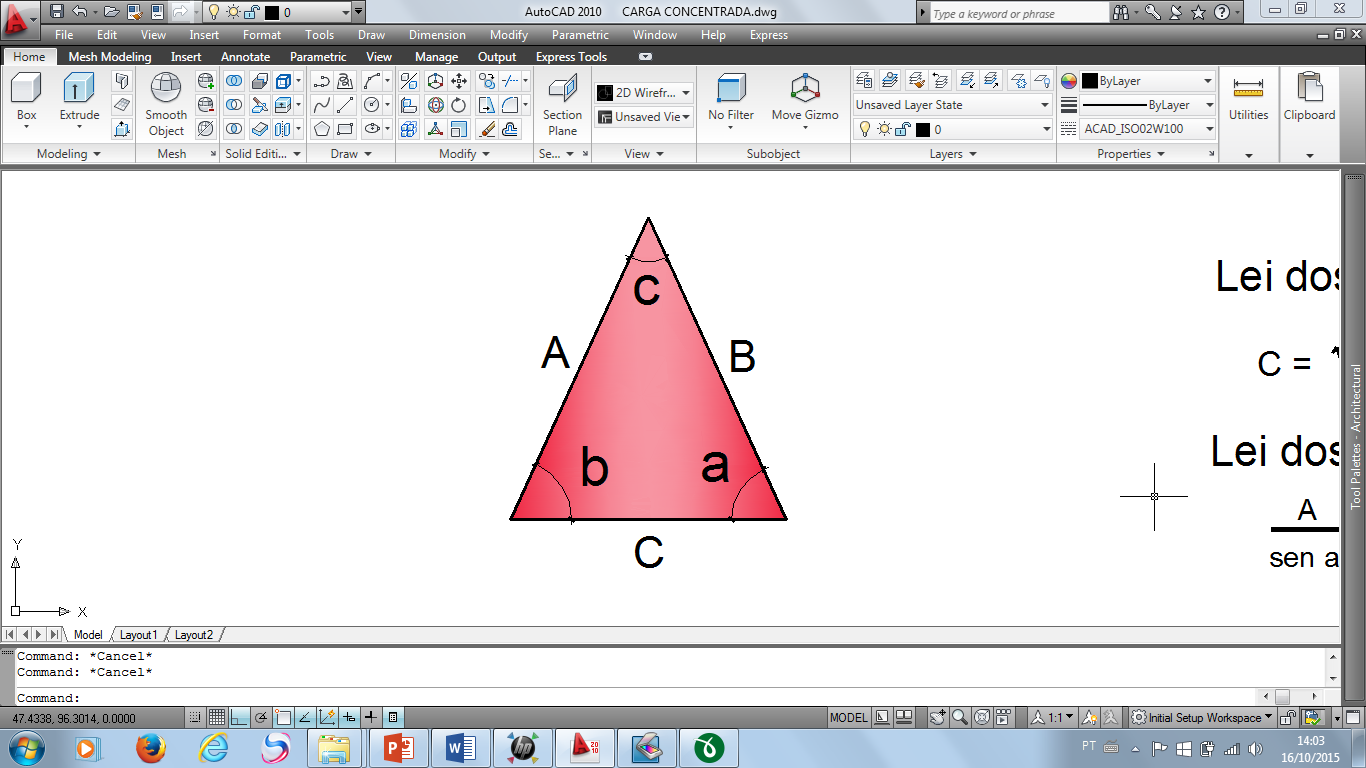 0
AutoCAD 2010 CARGA CONCENTRADA.dwg
Type a keyword or phrase
File Edit View Insert Format Tools Draw Dimension Modify Parametric Window Help Express
Home Mesh Modeling Insert Annotate Parametric View Manage Output Express Tools
Box
Extrude
Smooth Object
Section Plane
2D Wirefr...
Unsaved Vie
No Filter
Move Gizmo
Unsaved Layer State
0
ByLayer
ByLayer
ACAD_ISO02W100
Utilities
Clipboard
Modeling Mesh Solid Editi... Draw Modify Se... View Subobject Layers Properties
c
A
B
b
a
C
Lei dos
C =
Lei dos
A
sen a
Tool Palettes - Architectural
Y
X
Model Layout1 Layout2
Command: *Cancel*
Command: *Cancel*
Command:
47.4338, 96.3014, 0.0000
MODEL
1:1
Initial Setup Workspace
PT
14:03
16/10/2015